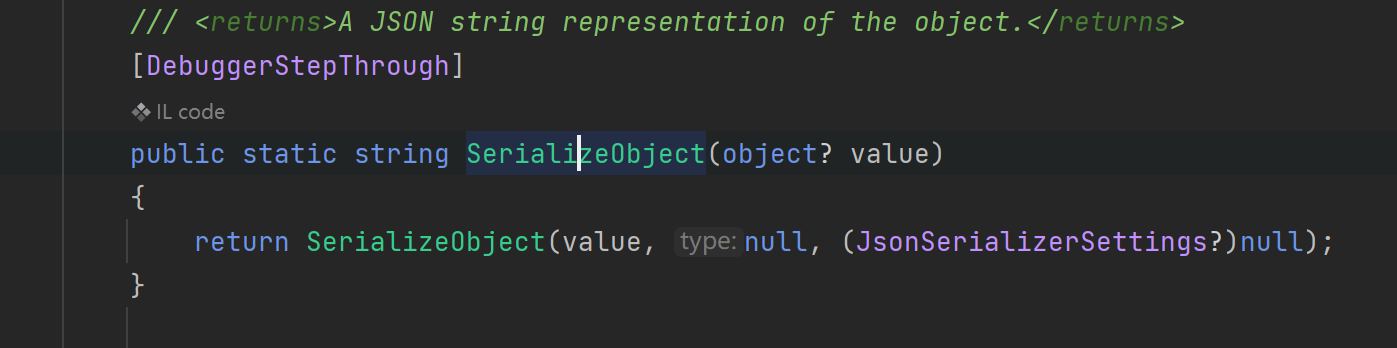 /// <returns>A JSON string representation of the object.</returns>
[DebuggerStepThrough]
IL code
public static string SerializeObject(object? value)
{
return SerializeObject(value, type: null, (JsonSerializerSettings?)null);
}